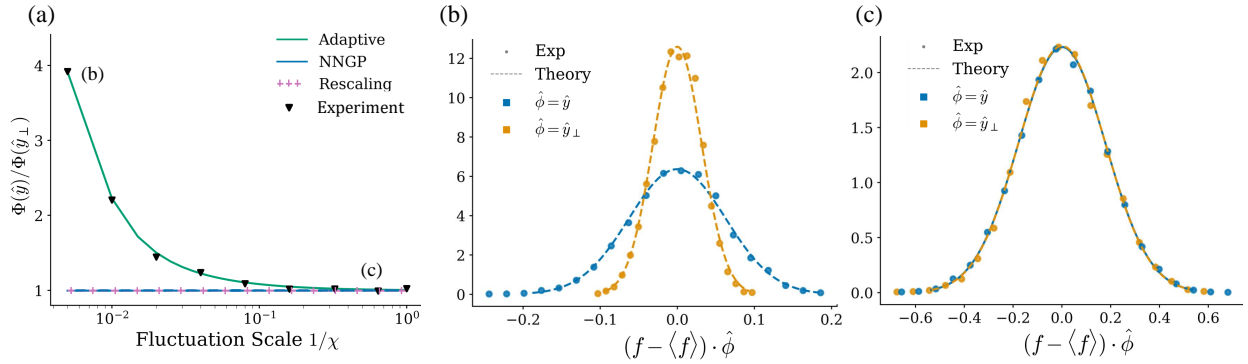 (a)
4
3
2
1
Φ(ŷ)/Φ(ŷ⊥)
Adaptive
NNGP
Rescaling
Experiment
(b)
(c)
10⁻² 10⁻¹ 10⁰
Fluctuation Scale 1/χ
(b)
12
10
8
6
4
2
0
Exp
Theory
ϕ̂ = ŷ
ϕ̂ = ŷ⊥
−0.2 −0.1 0.0 0.1 0.2
(f − ⟨f⟩) · ϕ̂
(c)
2.0
1.5
1.0
0.5
0.0
Exp
Theory
ϕ̂ = ŷ
ϕ̂ = ŷ⊥
−0.6 −0.4 −0.2 0.0 0.2 0.4 0.6
(f − ⟨f⟩) · ϕ̂